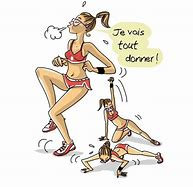 Je vais
tout
donner !